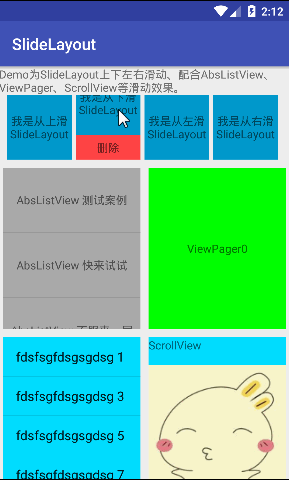 2:12
SlideLayout
Demo为SlideLayout上下左右滑动、配合AbsListView、
ViewPager、ScrollView等滑动效果。
我是从上滑
SlideLayout
我是从下滑
SlideLayout
删除
我是从左滑
SlideLayout
我是从右滑
SlideLayout
AbsListView 测试案例
AbsListView 快来试试
AbsListView
ViewPager0
fdsfsgfdsgsgdsg 1
fdsfsgfdsgsgdsg 3
fdsfsgfdsgsgdsg 5
fdsfsgfdsgsgdsg 7
ScrollView